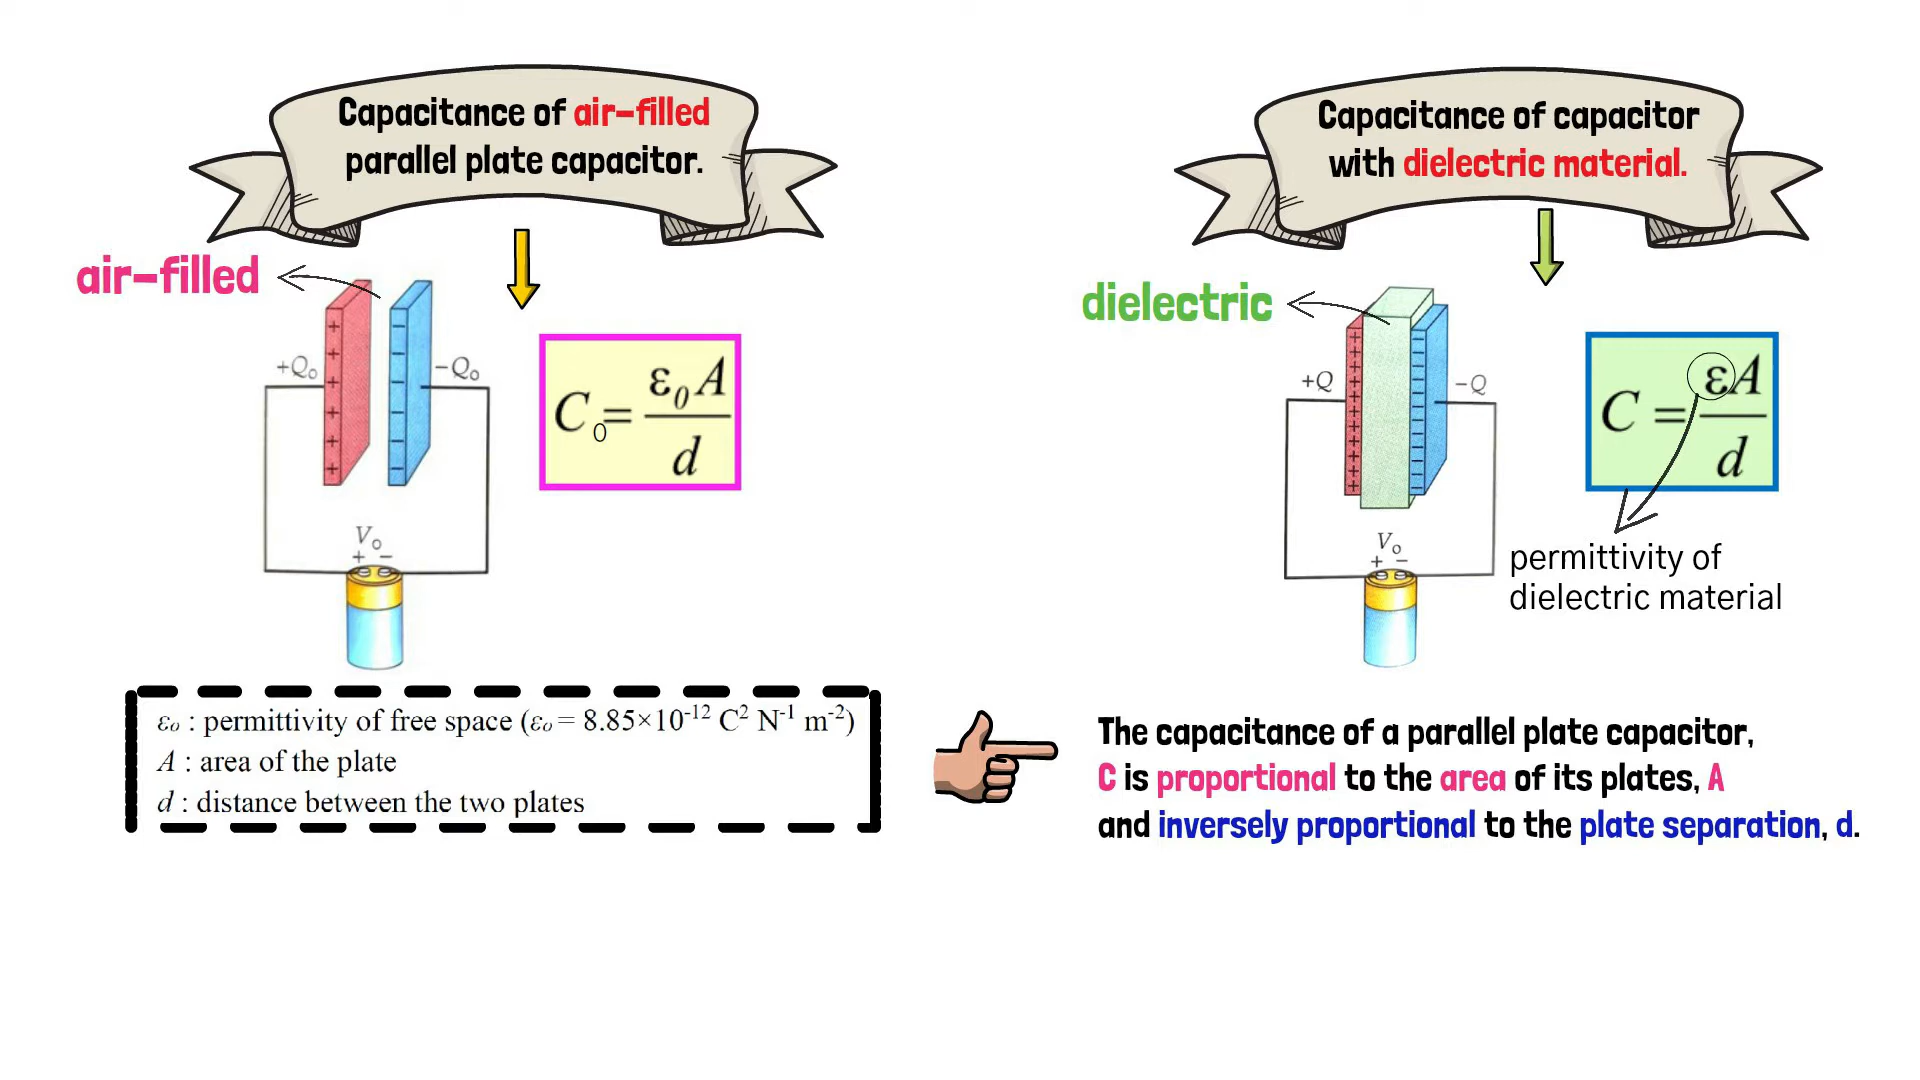 Capacitance of air-filled
parallel plate capacitor.
air-filled
+Q₀
−Q₀
V₀
+ −
C₀ = ε₀ A / d
εₒ : permittivity of free space (εₒ = 8.85×10⁻¹² C² N⁻¹ m⁻²)
A : area of the plate
d : distance between the two plates
Capacitance of capacitor
with dielectric material.
dielectric
+Q
−Q
V₀
+ −
C = εA / d
permittivity of
dielectric material
The capacitance of a parallel plate capacitor,
C is proportional to the area of its plates, A
and inversely proportional to the plate separation, d.